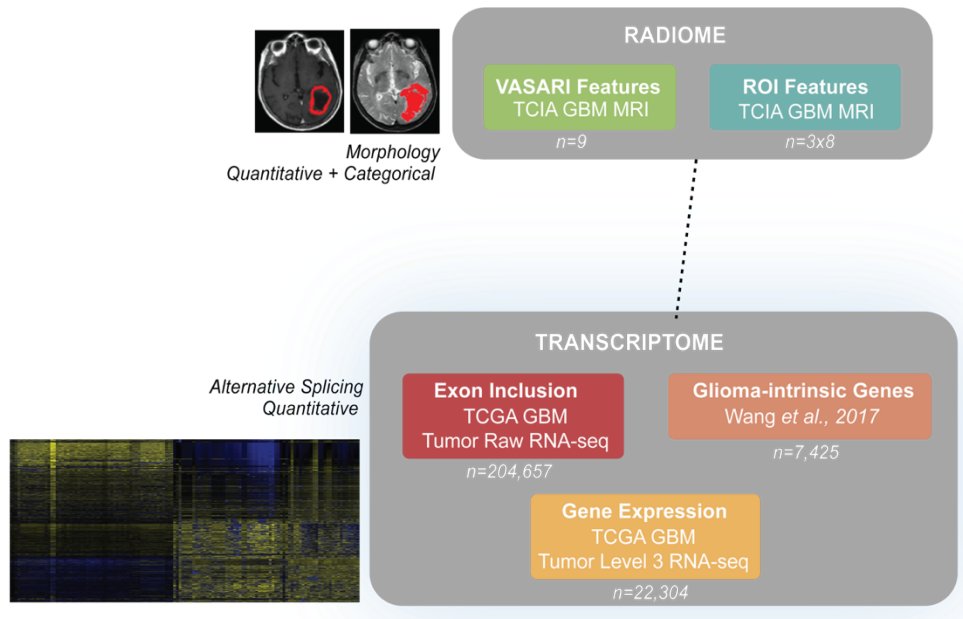 RADIOME
VASARI Features
TCIA GBM MRI
n=9
ROI Features
TCIA GBM MRI
n=3x8
Morphology
Quantitative + Categorical
TRANSCRIPTOME
Alternative Splicing
Quantitative
Exon Inclusion
TCGA GBM
Tumor Raw RNA-seq
n=204,657
Glioma-intrinsic Genes
Wang et al., 2017
n=7,425
Gene Expression
TCGA GBM
Tumor Level 3 RNA-seq
n=22,304